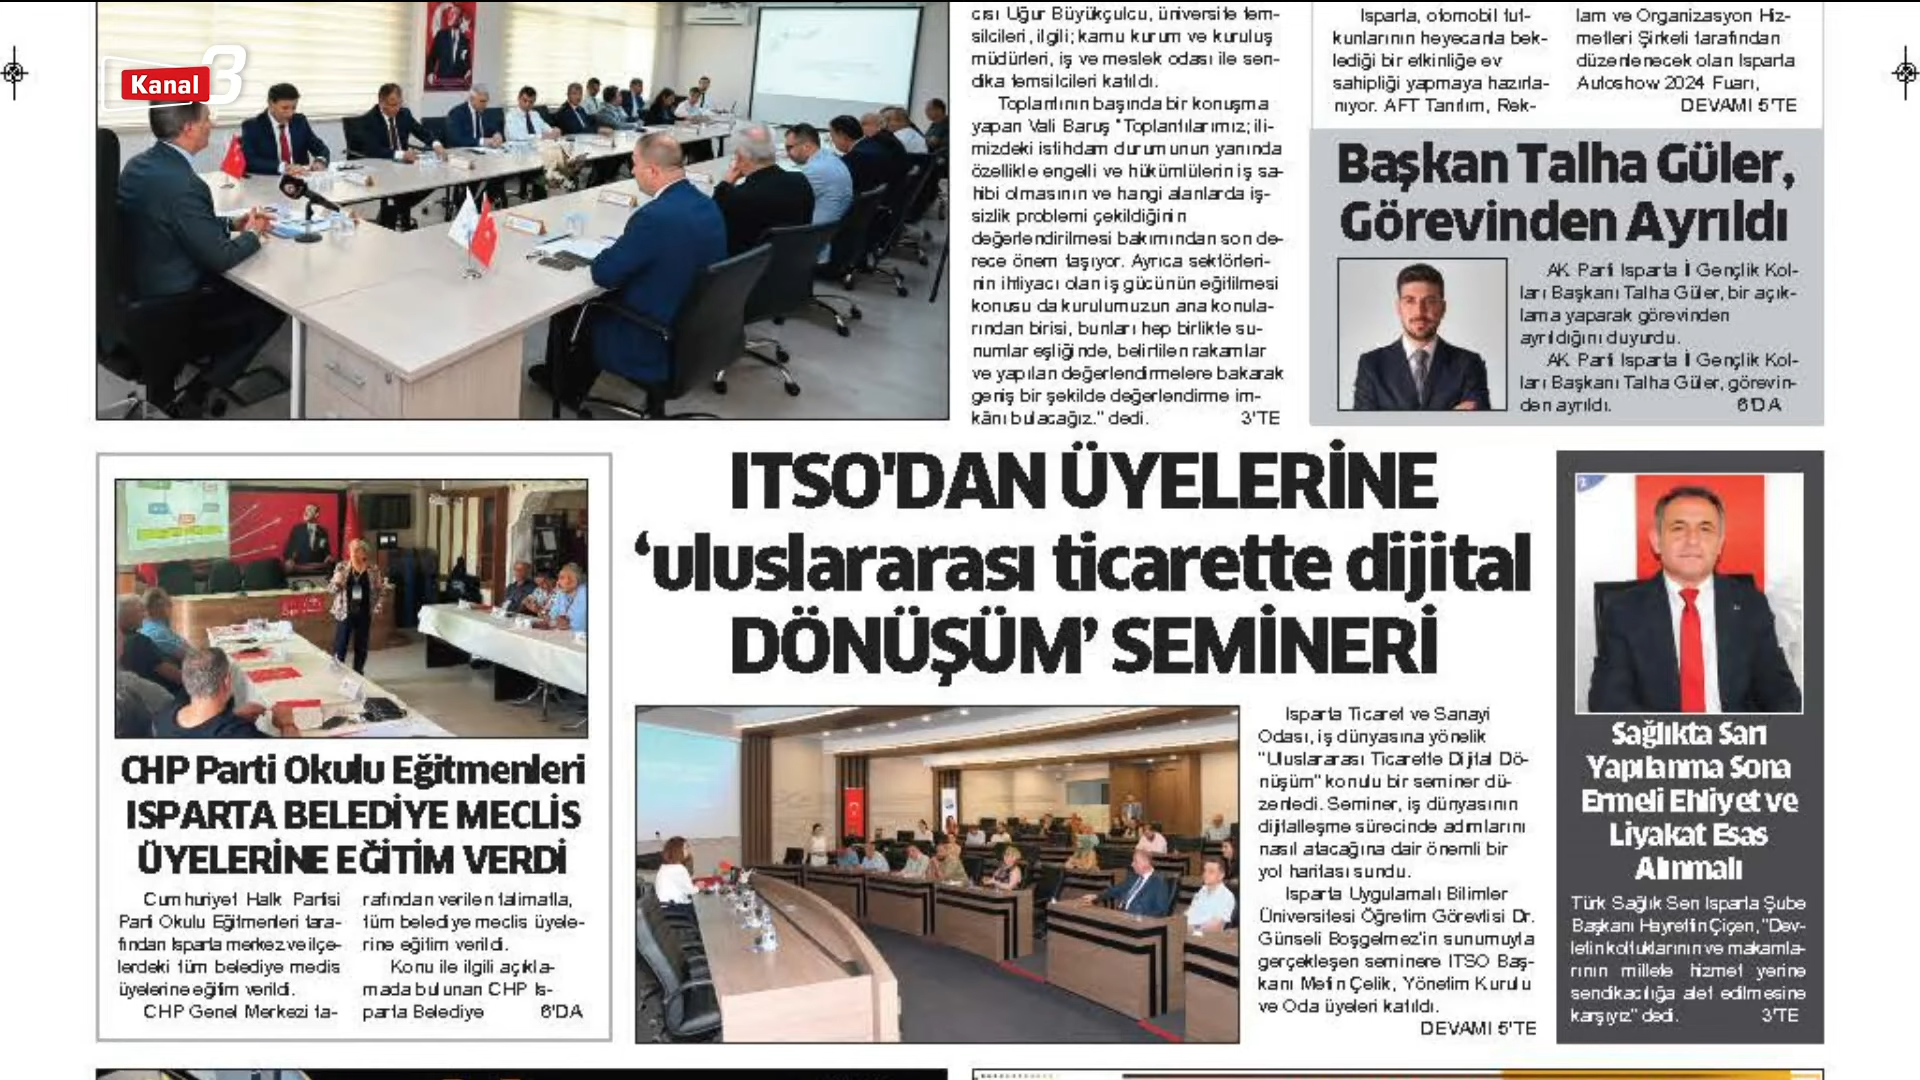 Kanal 3
cısı Uğur Büyükçulcu, üniversite tem-
silcileri, ilgili; kamu kurum ve kuruluş
müdürleri, iş ve meslek odası ile sen-
dika temsilcileri katıldı.
Toplantının başında bir konuşma
yapan Vali Baruş "Toplantılarımız; ili-
mizdeki istihdam durumunun yanında
özellikle engelli ve hükümlülerin iş sa-
hibi olmasının ve hangi alanlarda iş-
sizlik problemi çekildiğinin
değerlendirilmesi bakımından son de-
rece önem taşıyor. Ayrıca sektörleri-
nin ihtiyacı olan iş gücünün eğitilmesi
konusu da kurulumuzun ana konula-
rından birisi, bunları hep birlikte su-
numlar eşliğinde, belirtilen rakamlar
ve yapılan değerlendirmelere bakarak
geniş bir şekilde değerlendirme im-
kânı bulacağız." dedi. 3'TE
Isparta, otomobil tut-
kunlarının heyecanla bek-
lediği bir etkinliğe ev
sahipliği yapmaya hazırla-
nıyor. AFT Tanıtım, Rek-
lam ve Organizasyon Hiz-
metleri Şirketi tarafından
düzenlenecek olan Isparta
Autoshow 2024 Fuarı,
DEVAMI 5'TE
Başkan Talha Güler,
Görevinden Ayrıldı
AK Parti Isparta İl Gençlik Kol-
ları Başkanı Talha Güler, bir açık-
lama yaparak görevinden
ayrıldığını duyurdu.
AK Parti Isparta İl Gençlik Kol-
ları Başkanı Talha Güler, görevin-
den ayrıldı. 6'DA
CHP Parti Okulu Eğitmenleri
ISPARTA BELEDİYE MECLİS
ÜYELERİNE EĞİTİM VERDİ
Cumhuriyet Halk Partisi
Parti Okulu Eğitmenleri tara-
fından Isparta merkez ve ilçe-
lerdeki tüm belediye meclis
üyelerine eğitim verildi.
CHP Genel Merkezi ta-
rafından verilen talimatla,
tüm belediye meclis üyele-
rine eğitim verildi.
Konu ile ilgili açıkla-
mada bulunan CHP Is-
parta Belediye 6'DA
ITSO'DAN ÜYELERİNE
‘uluslararası ticarette dijital
DÖNÜŞÜM’ SEMİNERİ
Isparta Ticaret ve Sanayi
Odası, iş dünyasına yönelik
"Uluslararası Ticarette Dijital Dö-
nüşüm" konulu bir seminer dü-
zenledi. Seminer, iş dünyasının
dijitalleşme sürecinde adımlarını
nasıl atacağına dair önemli bir
yol haritası sundu.
Isparta Uygulamalı Bilimler
Üniversitesi Öğretim Görevlisi Dr.
Günseli Boşgelmez'in sunumuyla
gerçekleşen seminere ITSO Baş-
kanı Metin Çelik, Yönetim Kurulu
ve Oda üyeleri katıldı.
DEVAMI 5'TE
Sağlıkta Sarı
Yapılanma Sona
Ermeli Ehliyet ve
Liyakat Esas
Alınmalı
Türk Sağlık Sen Isparta Şube
Başkanı Hayrettin Çiçen, "Dev-
letin koltuklarının ve makamla-
rının millete hizmet yerine
sendikacılığa alet edilmesine
karşıyız" dedi. 3'TE